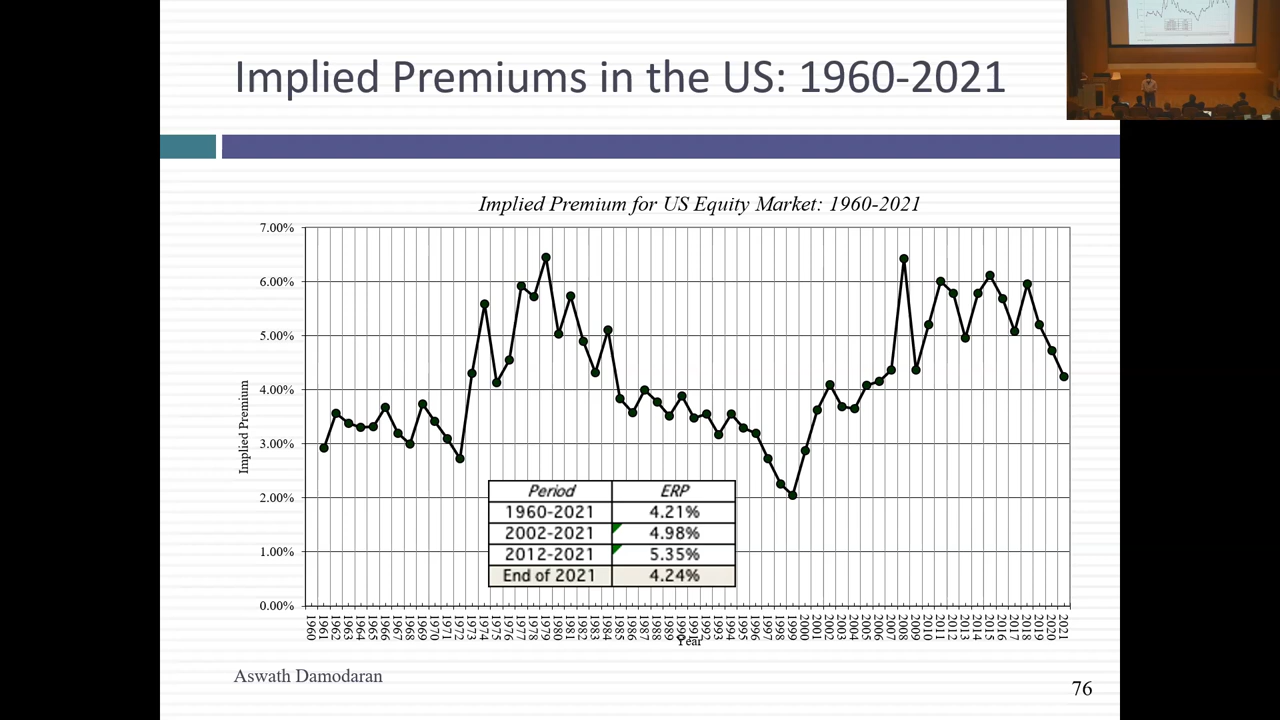 Implied Premiums in the US: 1960-2021
Implied Premium for US Equity Market: 1960-2021
7.00%
6.00%
5.00%
4.00%
3.00%
2.00%
1.00%
0.00%
Implied Premium
Period ERP
1960-2021 4.21%
2002-2021 4.98%
2012-2021 5.35%
End of 2021 4.24%
1960 1961 1962 1963 1964 1965 1966 1967 1968 1969 1970 1971 1972 1973 1974 1975 1976 1977 1978 1979 1980 1981 1982 1983 1984 1985 1986 1987 1988 1989 1990 1991 1992 1993 1994 1995 1996 1997 1998 1999 2000 2001 2002 2003 2004 2005 2006 2007 2008 2009 2010 2011 2012 2013 2014 2015 2016 2017 2018 2019 2020 2021
Year
Aswath Damodaran
76